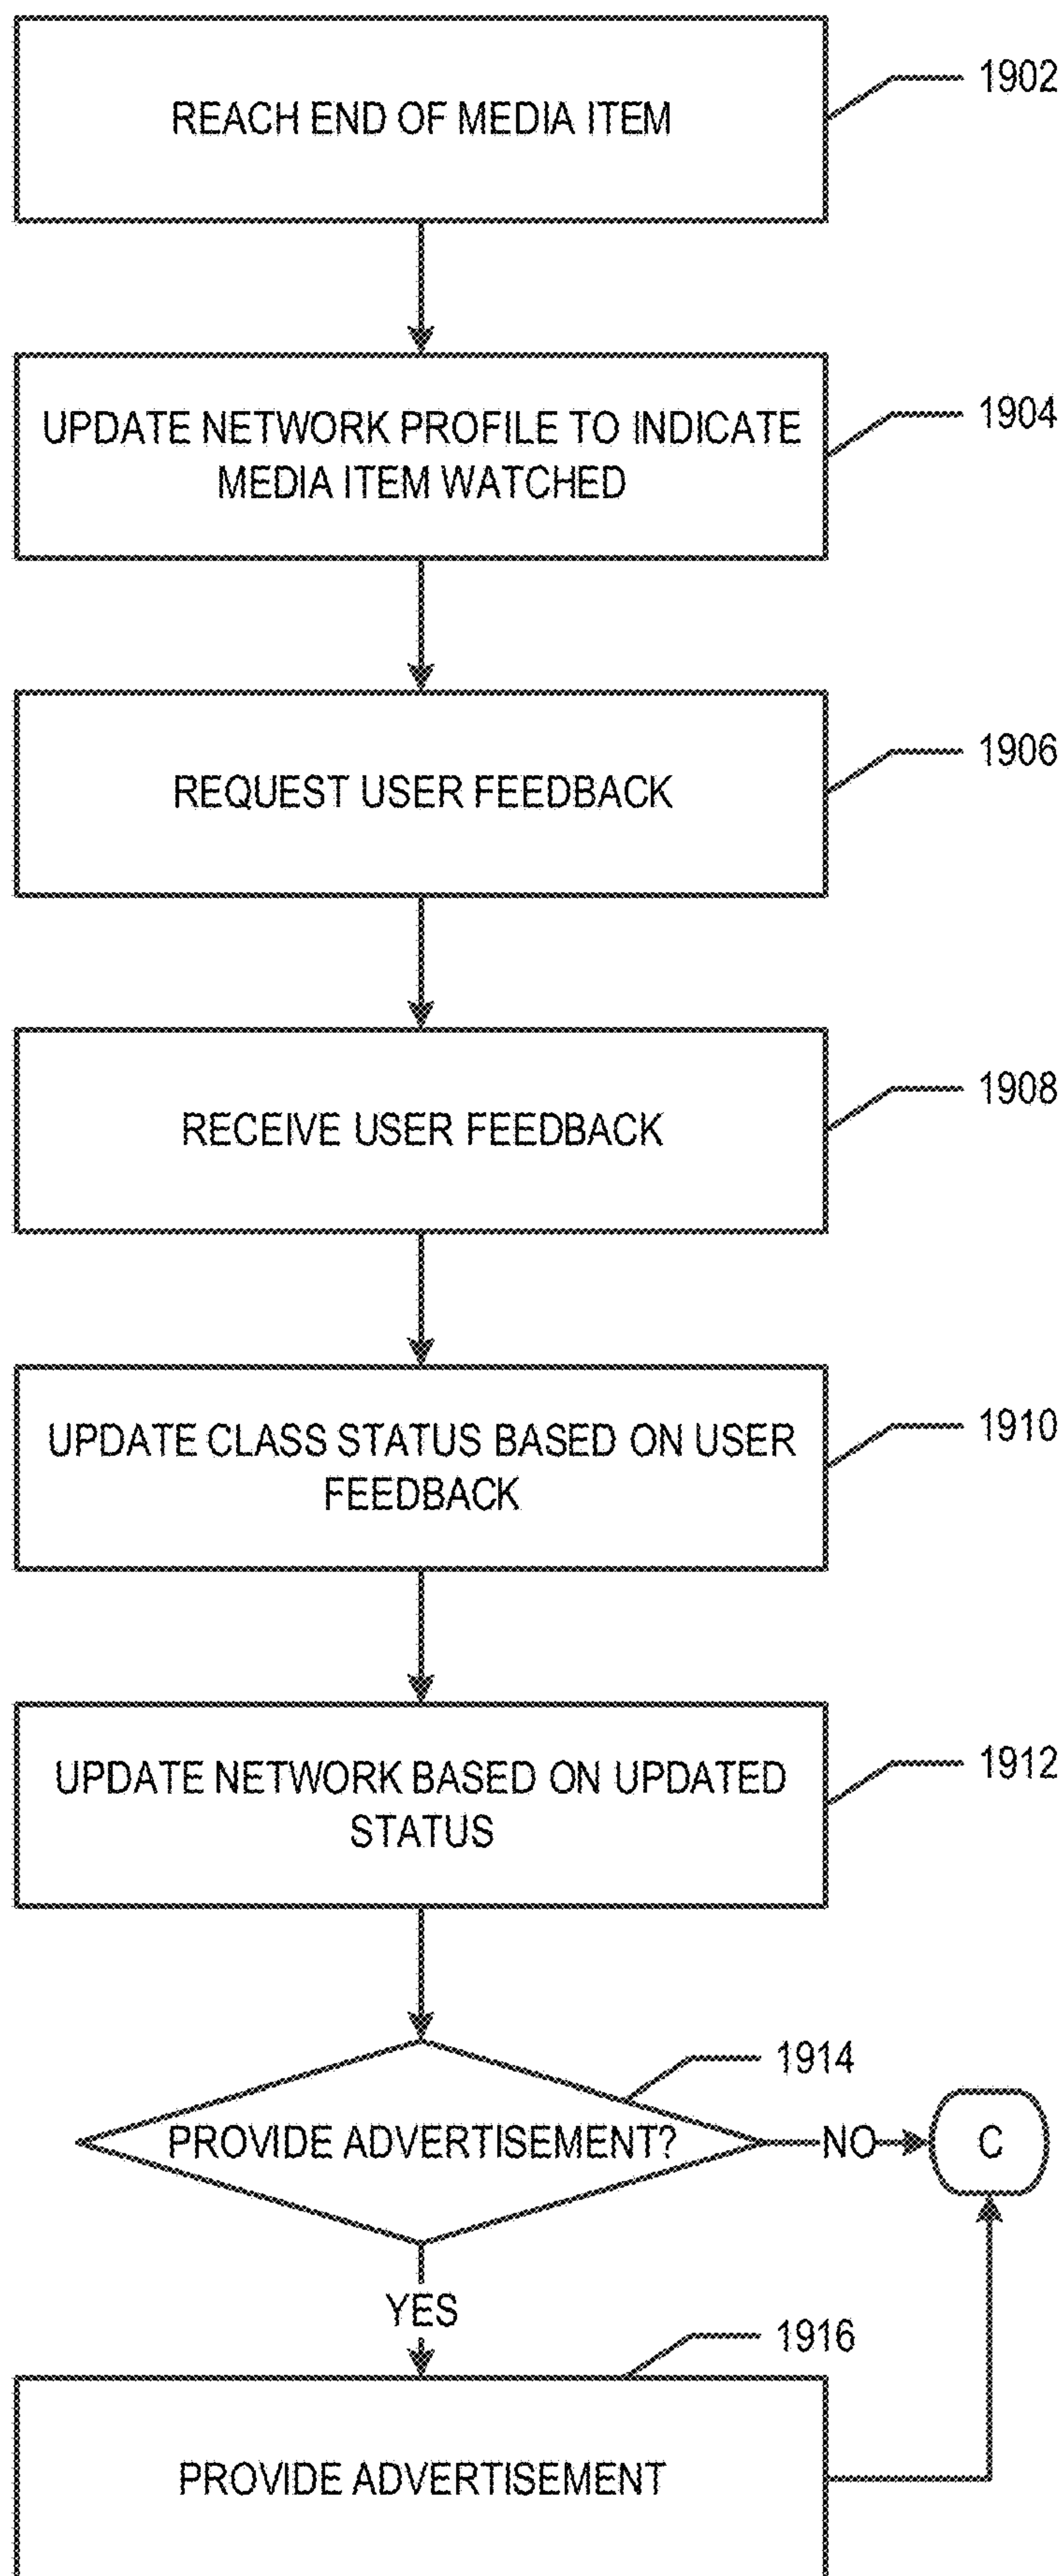 REACH END OF MEDIA ITEM
1902
UPDATE NETWORK PROFILE TO INDICATE
MEDIA ITEM WATCHED
1904
REQUEST USER FEEDBACK
1906
RECEIVE USER FEEDBACK
1908
UPDATE CLASS STATUS BASED ON USER
FEEDBACK
1910
UPDATE NETWORK BASED ON UPDATED
STATUS
1912
1914
PROVIDE ADVERTISEMENT?
NO
C
YES
1916
PROVIDE ADVERTISEMENT